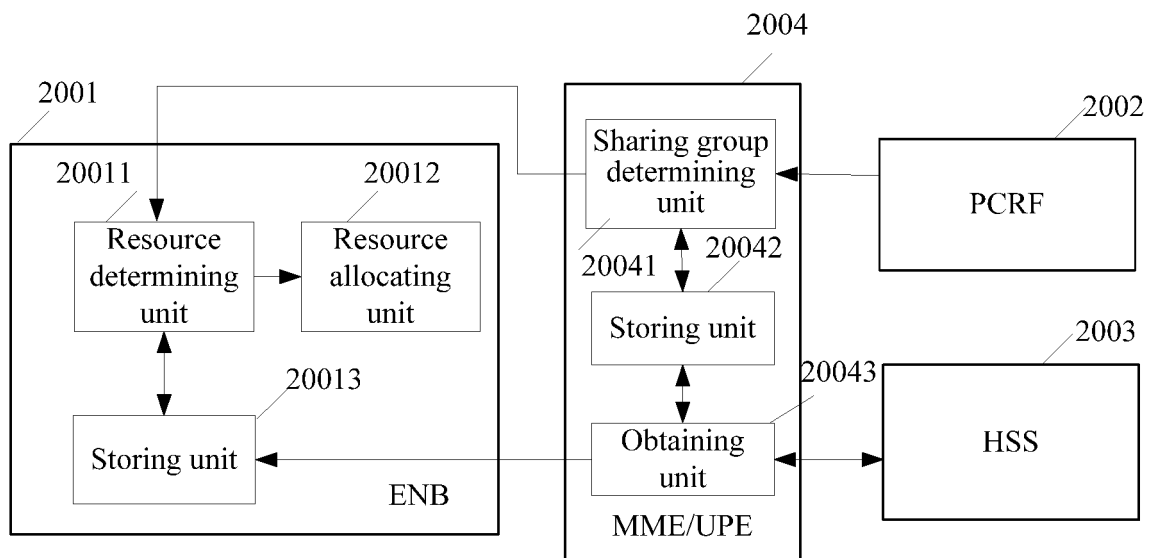 2004
2001
2002
20011
20012
Sharing group
determining
unit
PCRF
Resource
determining
unit
Resource
allocating
unit
20041
20042
Storing unit
2003
20013
20043
Storing unit
Obtaining
unit
HSS
ENB
MME/UPE